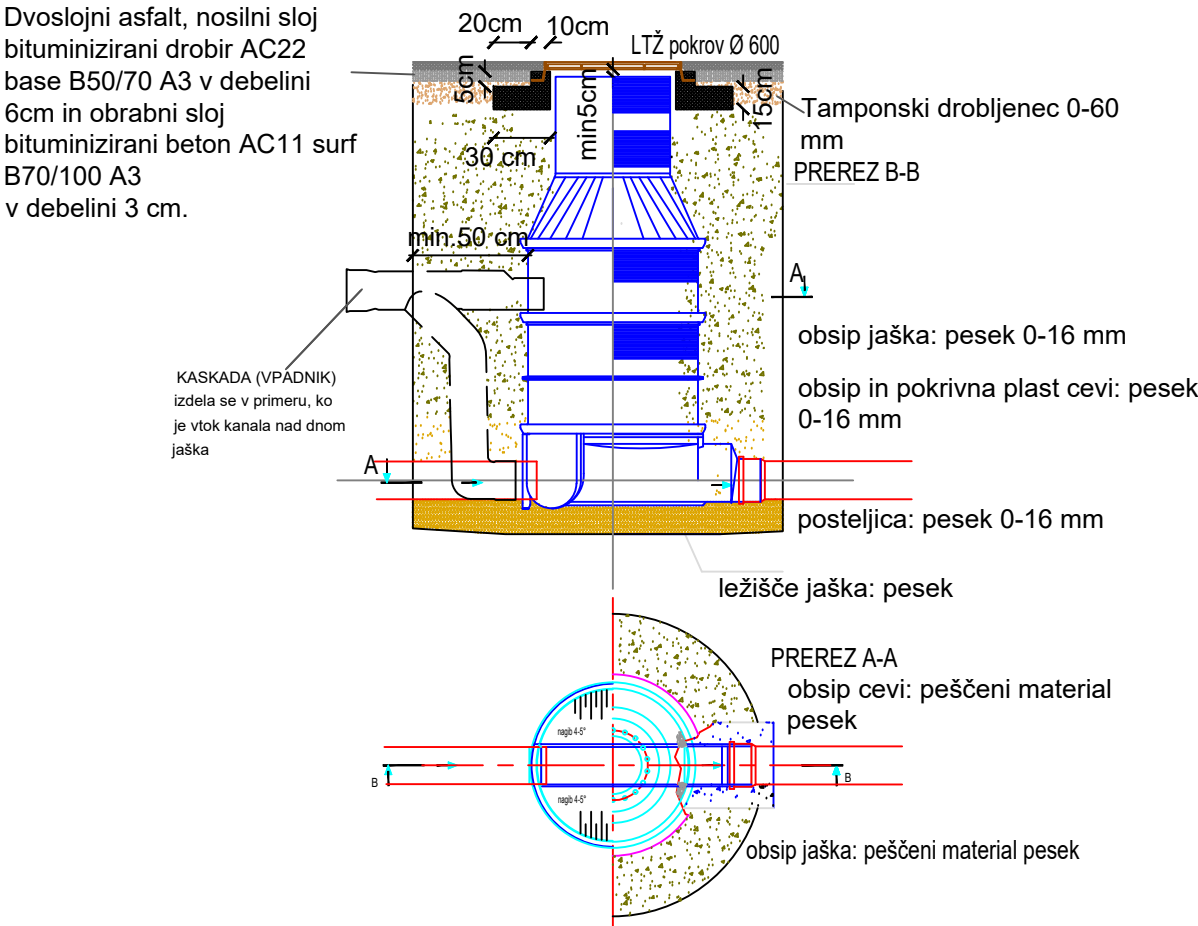 Dvoslojni asfalt, nosilni sloj
bituminizirani drobir AC22
base B50/70 A3 v debelini
6cm in obrabni sloj
bituminizirani beton AC11 surf
B70/100 A3
v debelini 3 cm.
20cm
10cm
LTŽ pokrov Ø 600
5cm
min5cm
15cm
30 cm
Tamponski drobljenec 0-60
mm
PREREZ B-B
min.50 cm
A
obsip jaška: pesek 0-16 mm
KASKADA (VPADNIK)
izdela se v primeru, ko
je vtok kanala nad dnom
jaška
obsip in pokrivna plast cevi: pesek
0-16 mm
A
posteljica: pesek 0-16 mm
ležišče jaška: pesek
PREREZ A-A
obsip cevi: peščeni material
pesek
nagib 4-5°
B
B
nagib 4-5°
obsip jaška: peščeni material pesek